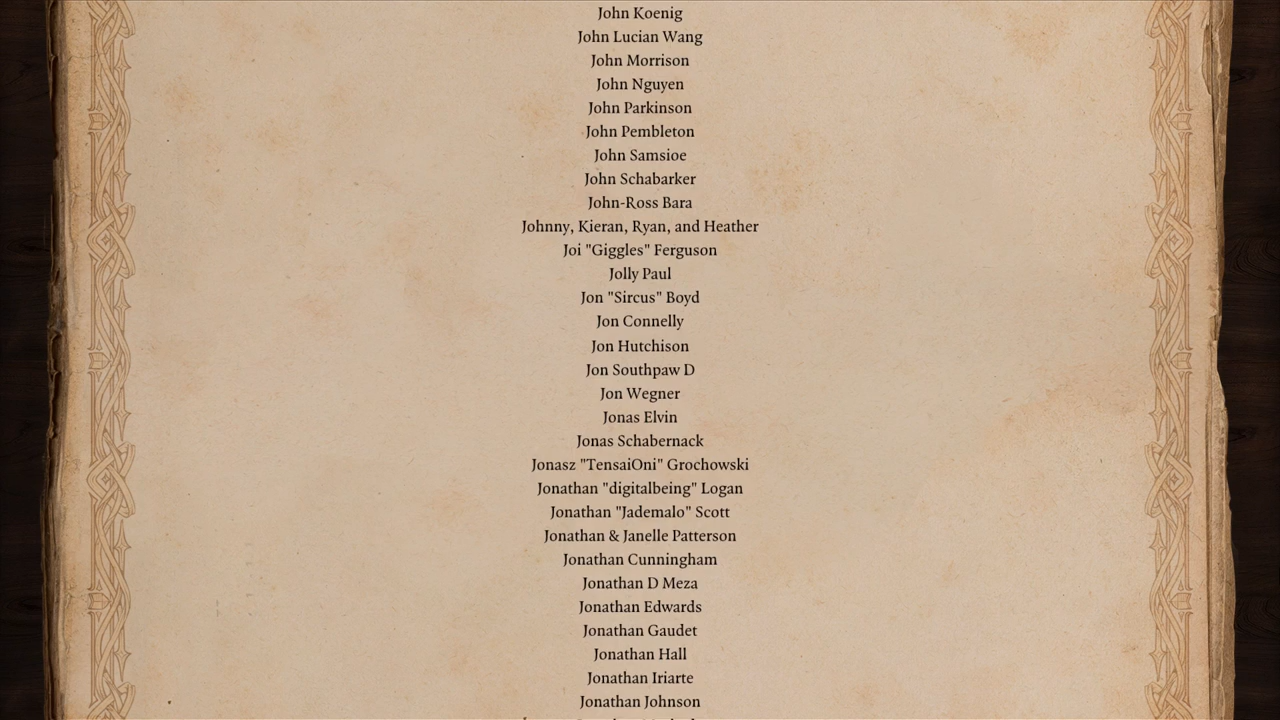 John Koenig
John Lucian Wang
John Morrison
John Nguyen
John Parkinson
John Pembleton
John Samsioe
John Schabarker
John-Ross Bara
Johnny, Kieran, Ryan, and Heather
Joi "Giggles" Ferguson
Jolly Paul
Jon "Sircus" Boyd
Jon Connelly
Jon Hutchison
Jon Southpaw D
Jon Wegner
Jonas Elvin
Jonas Schabernack
Jonasz "TensaiOni" Grochowski
Jonathan "digitalbeing" Logan
Jonathan "Jademalo" Scott
Jonathan & Janelle Patterson
Jonathan Cunningham
Jonathan D Meza
Jonathan Edwards
Jonathan Gaudet
Jonathan Hall
Jonathan Iriarte
Jonathan Johnson